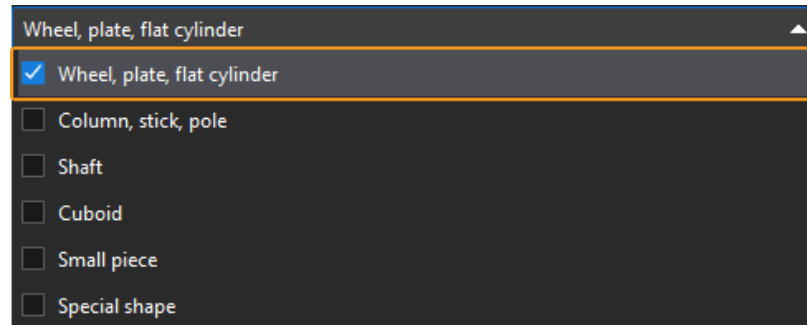 Wheel, plate, flat cylinder
Wheel, plate, flat cylinder
Column, stick, pole
Shaft
Cuboid
Small piece
Special shape